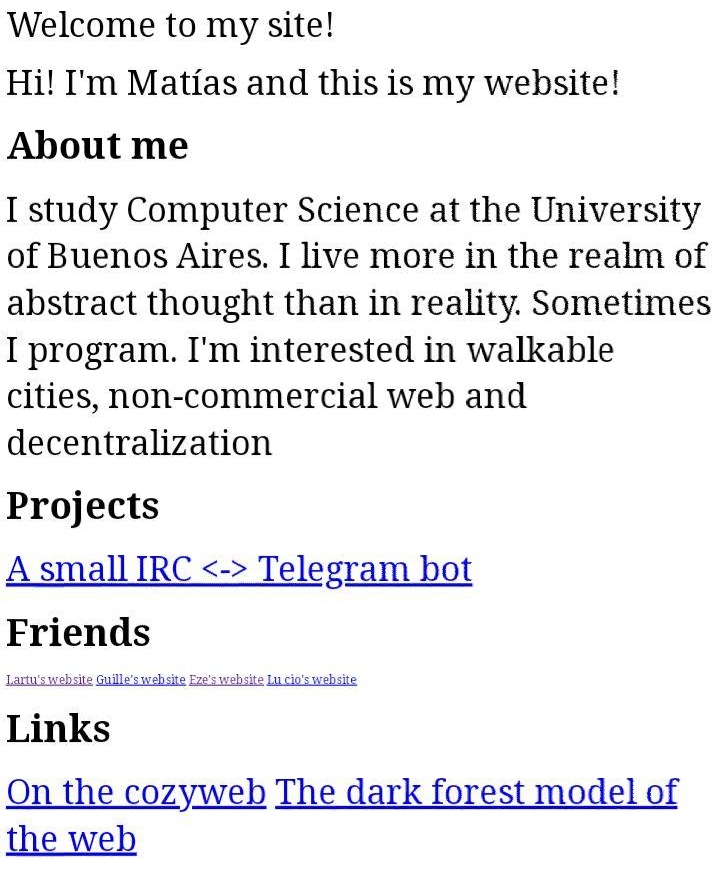 Welcome to my site!
Hi! I'm Matías and this is my website!
About me
I study Computer Science at the University
of Buenos Aires. I live more in the realm of
abstract thought than in reality. Sometimes
I program. I'm interested in walkable
cities, non-commercial web and
decentralization
Projects
A small IRC <-> Telegram bot
Friends
Lartu's website Guille's website Eze's website Lu cio's website
Links
On the cozyweb The dark forest model of
the web